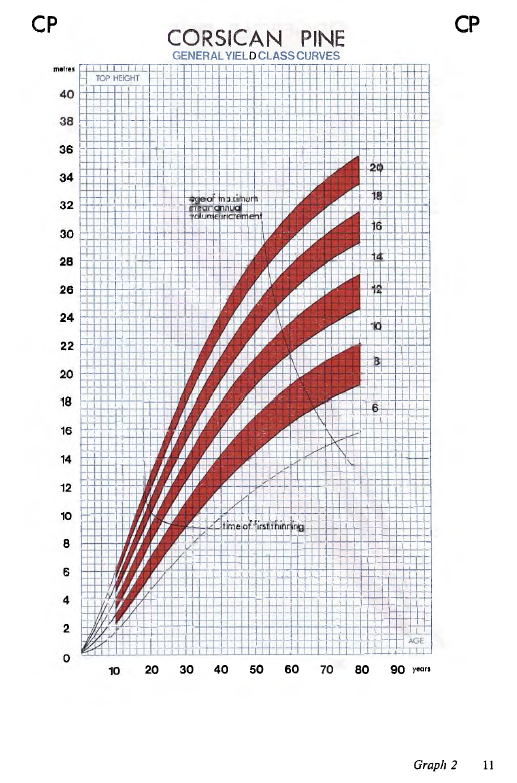 CP CORSICAN PINE CP
GENERAL YIELD CLASS CURVES
metres
TOP HEIGHT
40
38
36
34
32
30
28
26
24
22
20
18
16
14
12
10
8
6
4
2
0
age of maximum
mean annual
volume increment
20
18
16
14
12
10
8
6
time of first thinning
AGE
10 20 30 40 50 60 70 80 90 years
Graph 2 11